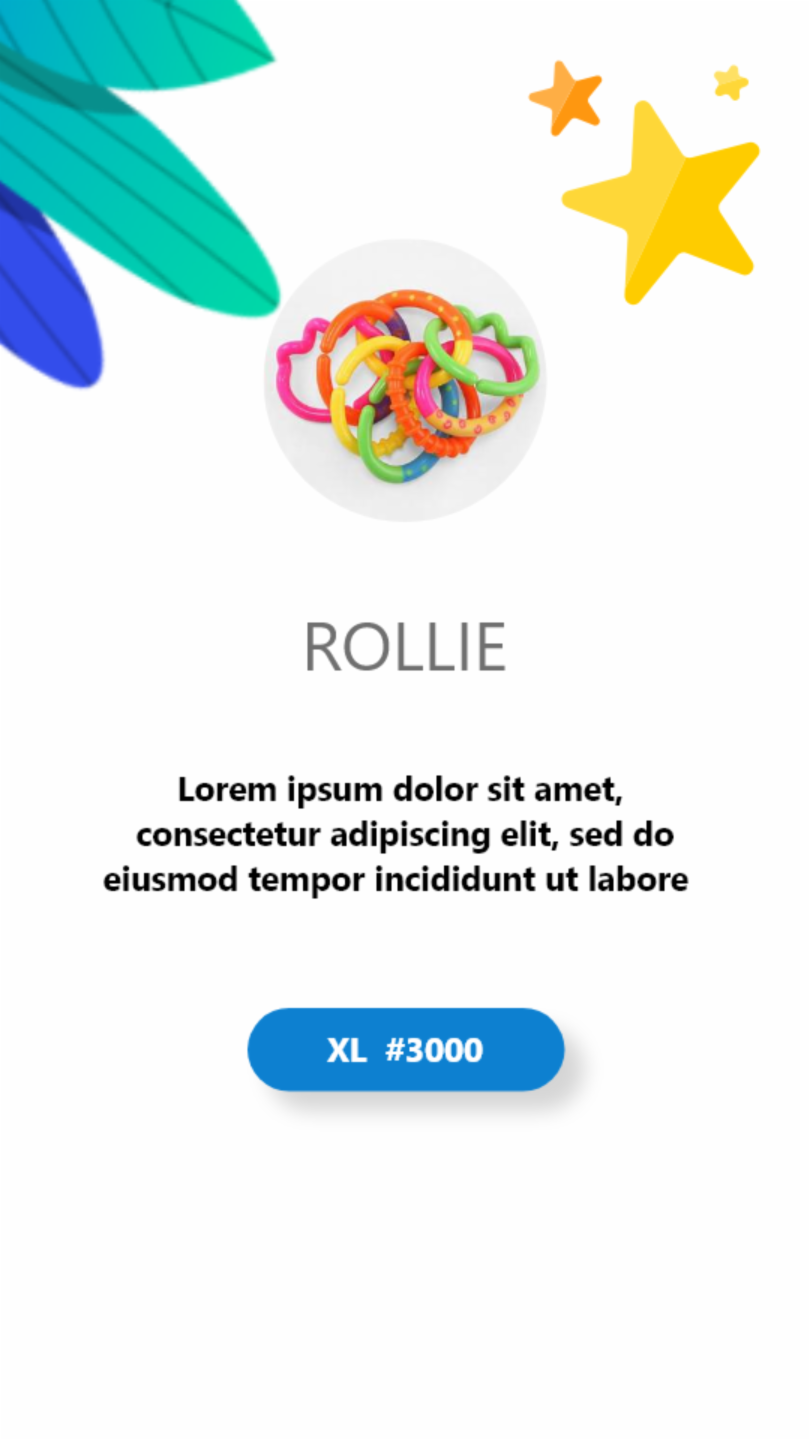 ROLLIE
Lorem ipsum dolor sit amet,
consectetur adipiscing elit, sed do
eiusmod tempor incididunt ut labore
XL #3000